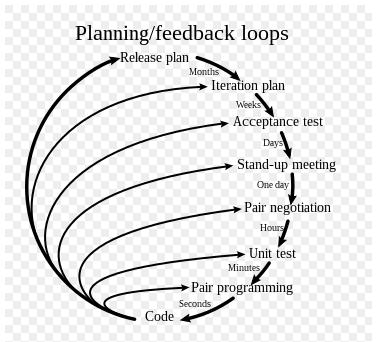 Planning/feedback loops
Release plan
Months
Iteration plan
Weeks
Acceptance test
Days
Stand-up meeting
One day
Pair negotiation
Hours
Unit test
Minutes
Pair programming
Seconds
Code